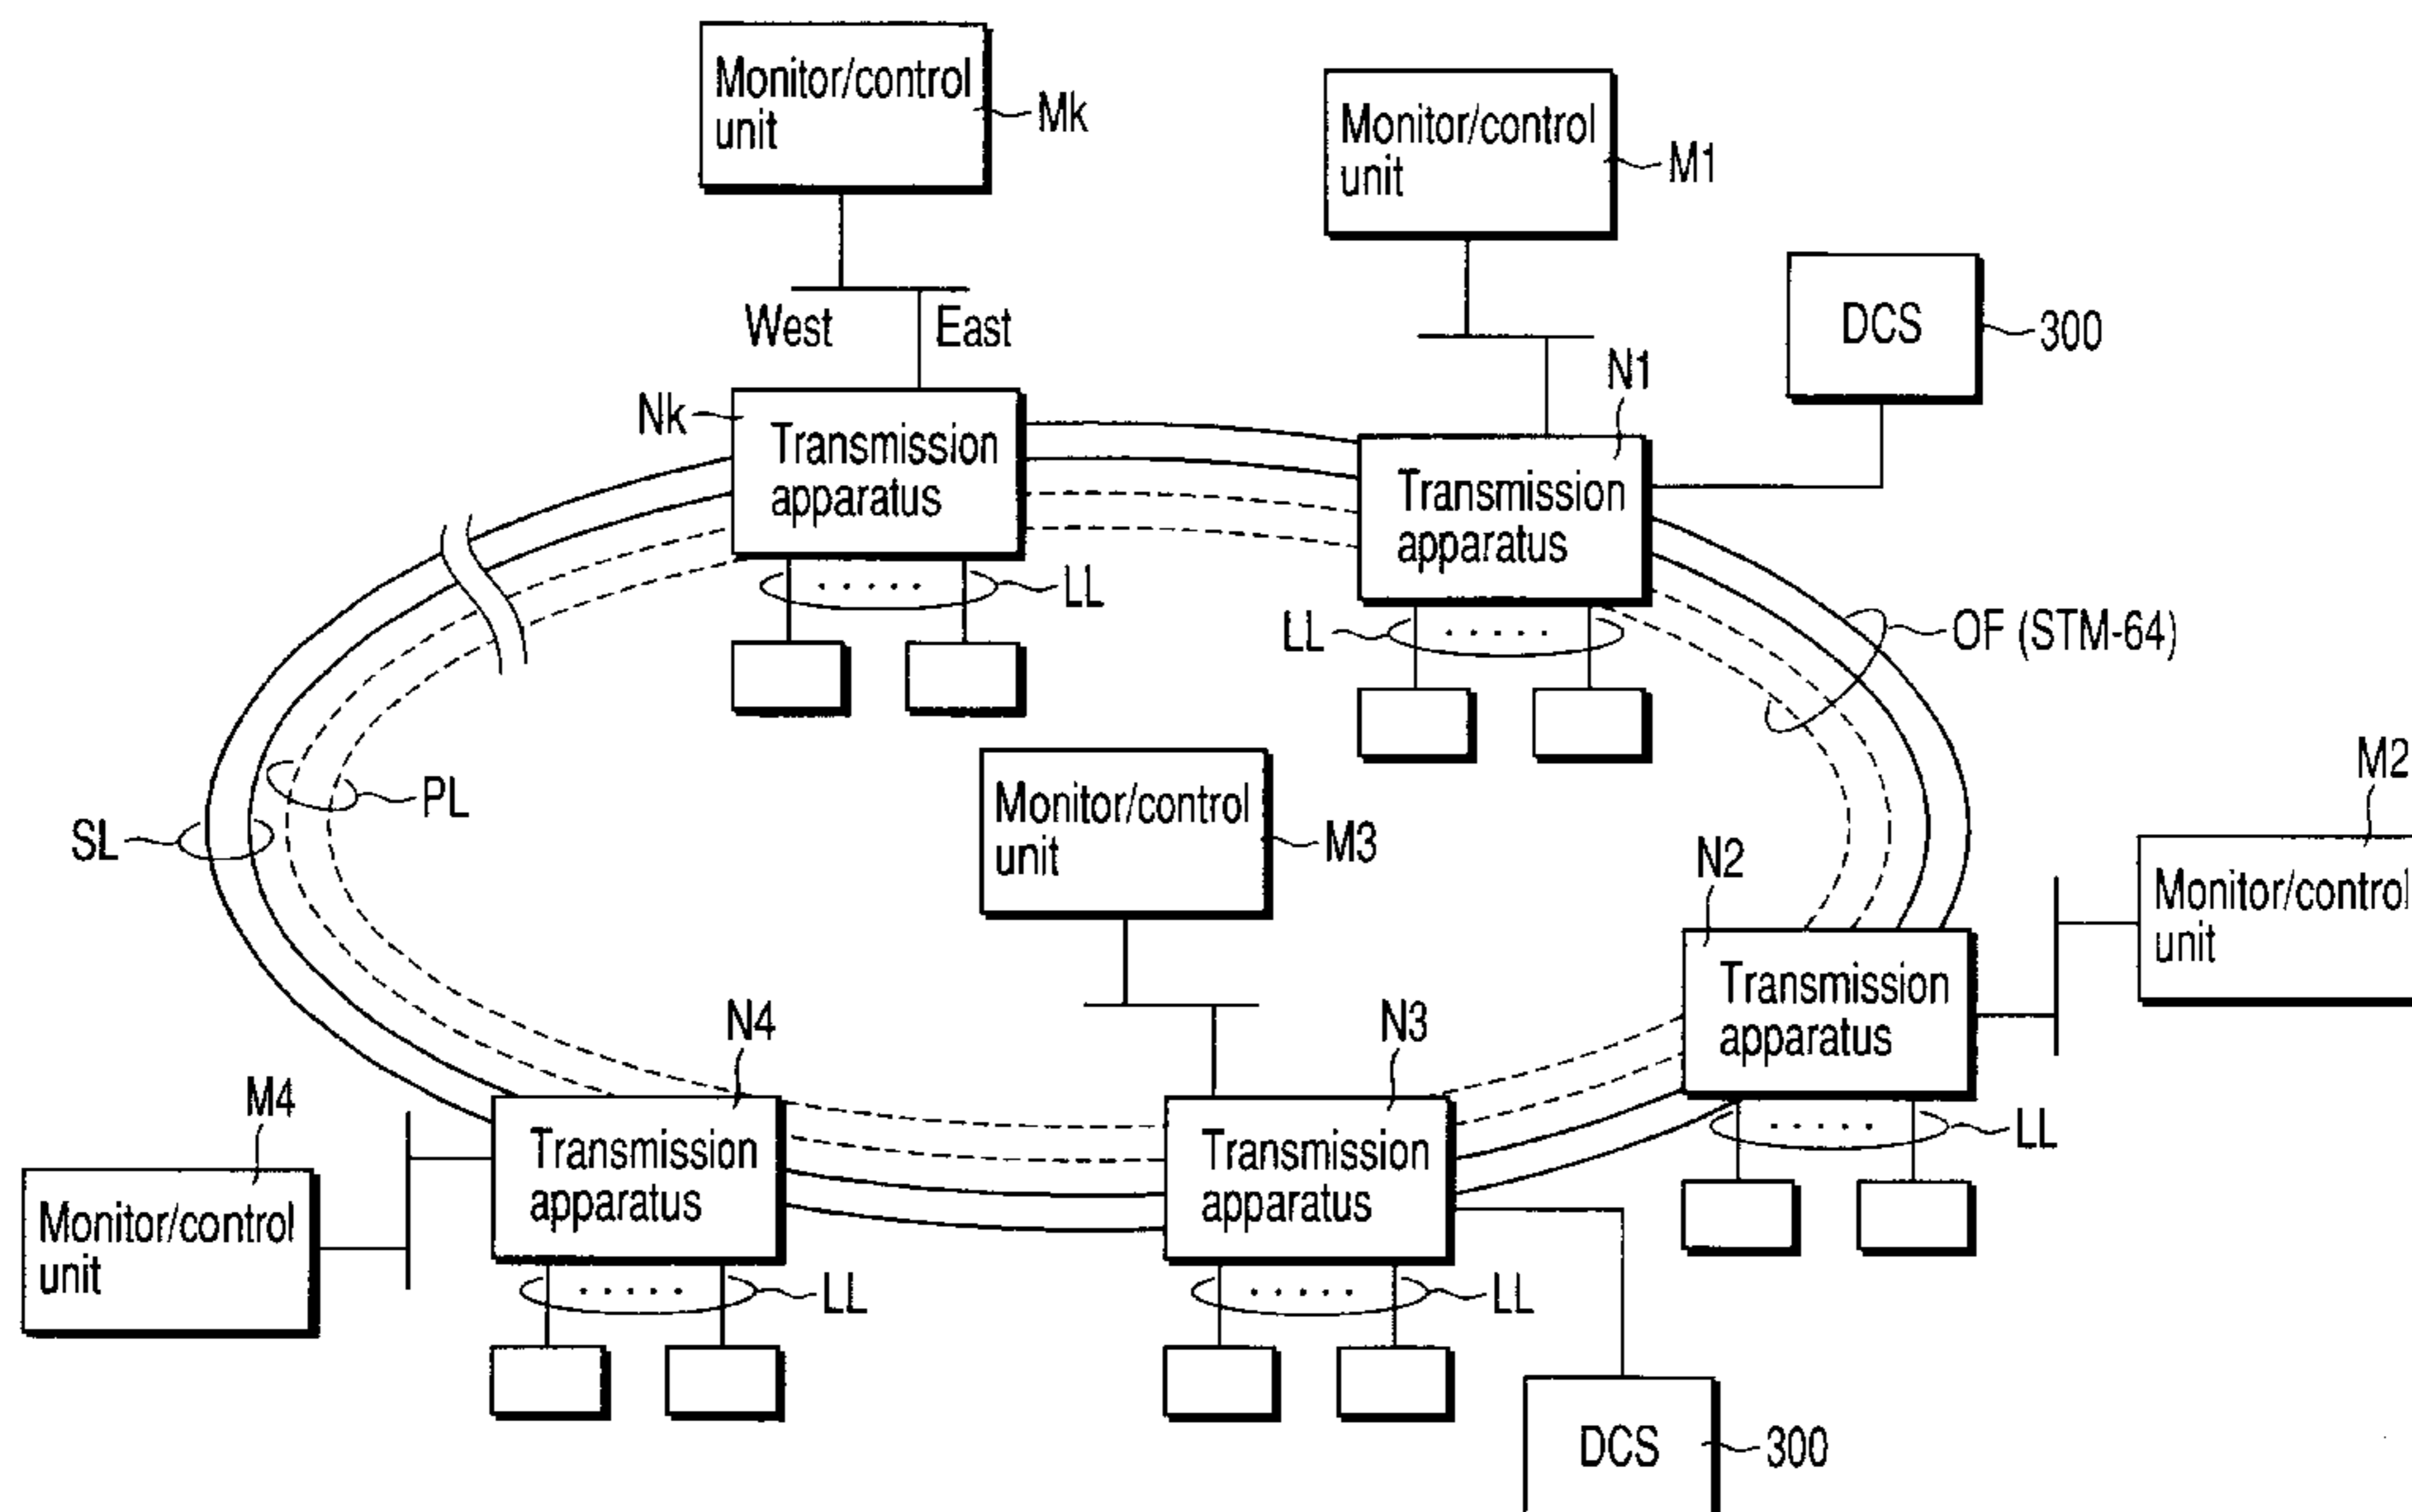 Monitor/control
unit
Mk
Monitor/control
unit
M1
DCS
300
West
East
N1
Nk
Transmission
apparatus
Transmission
apparatus
LL
LL
OF (STM-64)
M2
PL
SL
Monitor/control
unit
M3
N2
Monitor/control
unit
Transmission
apparatus
N4
N3
M4
LL
Transmission
apparatus
Transmission
apparatus
Monitor/control
unit
LL
LL
DCS
300